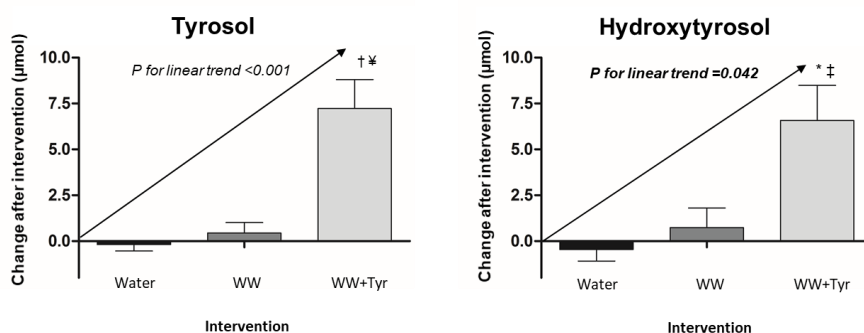 Tyrosol
Change after intervention (µmol)
10.0
7.5
5.0
2.5
0.0
P for linear trend <0.001
† ¥
Water
WW
WW+Tyr
Intervention
Hydroxytyrosol
Change after intervention (µmol)
10.0
7.5
5.0
2.5
0.0
P for linear trend =0.042
* ‡
Water
WW
WW+Tyr
Intervention